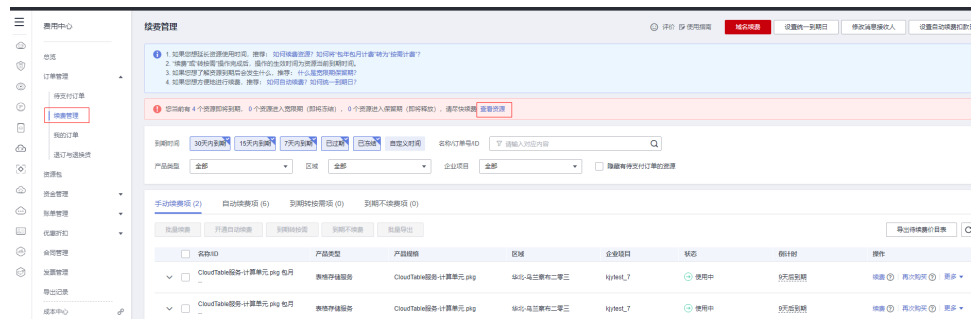 费用中心
续费管理
评价 使用指南 域名续费 设置统一到期日 修改消息接收人 设置自动续费扣款日
1. 如果您想延长资源使用时间，推荐： 如何续费资源？如何将“包年包月计费”转为“按需计费”？
2. “续费”或“转按需”操作完成后，操作的生效时间为资源当前到期时间。
3. 如果您想了解资源到期后会发生什么，推荐： 什么是宽限期保留期？
4. 如果您想方便地进行续费，推荐： 如何自动续费？如何统一到期日？
您当前有 4 个资源即将到期， 0 个资源进入宽限期（即将冻结）， 0 个资源进入保留期（即将释放），请尽快续费 查看资源
总览
订单管理
待支付订单
续费管理
我的订单
退订与退换货
资源包
资金管理
账单管理
优惠折扣
合同管理
发票管理
导出记录
成本中心
到期时间 30天内到期 15天内到期 7天内到期 已过期 已冻结 自定义时间 名称/订单号/ID 请输入对应内容
产品类型 全部 区域 全部 企业项目 全部 隐藏有待支付订单的资源
手动续费项 (2) 自动续费项 (6) 到期转按需项 (0) 到期不续费项 (0)
批量续费 开通自动续费 到期转按需 到期不续费 批量导出 导出待续费价目表
名称/ID 产品类型 产品规格 区域 企业项目 状态 倒计时 操作
CloudTable服务-计算单元.pkg 包月
--
表格存储服务 CloudTable服务-计算单元.pkg 华北-乌兰察布二零三 kjytest_7 使用中 9天后到期 续费 再次购买 更多
CloudTable服务-计算单元.pkg 包月
--
表格存储服务 CloudTable服务-计算单元.pkg 华北-乌兰察布二零三 kjytest_7 使用中 9天后到期 续费 再次购买 更多